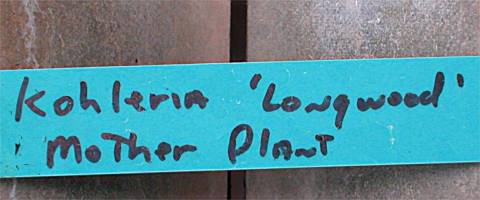 Kohleria 'Longwood'
Mother Plant